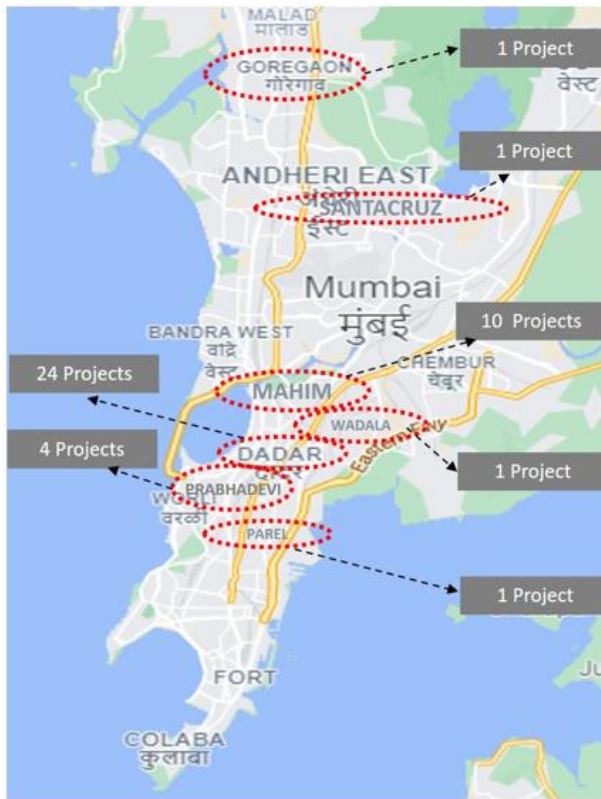 MALAD
मालाड
GOREGAON
गोरेगाव
1 Project
वेस्ट
1 Project
ANDHERI EAST
SANTACRUZ
ईस्ट
Mumbai
मुंबई
10 Projects
BANDRA WEST
वांद्रे
वेस्ट
CHEMBUR
चेंबूर
24 Projects
MAHIM
WADALA
Eastern Fwy
DADAR
4 Projects
PRABHADEVI
1 Project
WORLI
वरळी
PAREL
1 Project
FORT
COLABA
कुलाबा